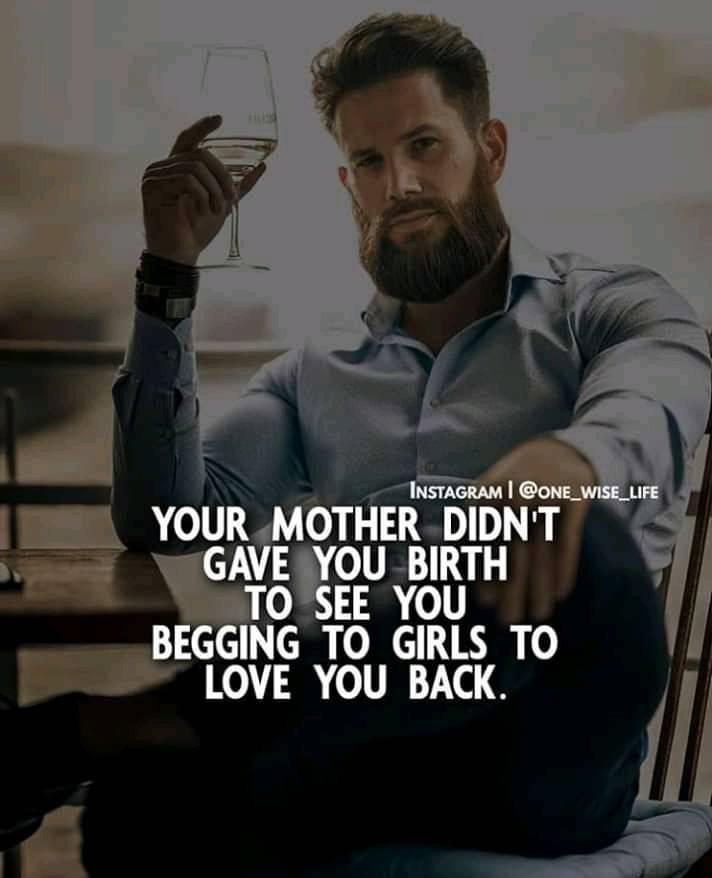 INSTAGRAM | @ONE_WISE_LIFE
YOUR MOTHER DIDN'T
GAVE YOU BIRTH
TO SEE YOU
BEGGING TO GIRLS TO
LOVE YOU BACK.